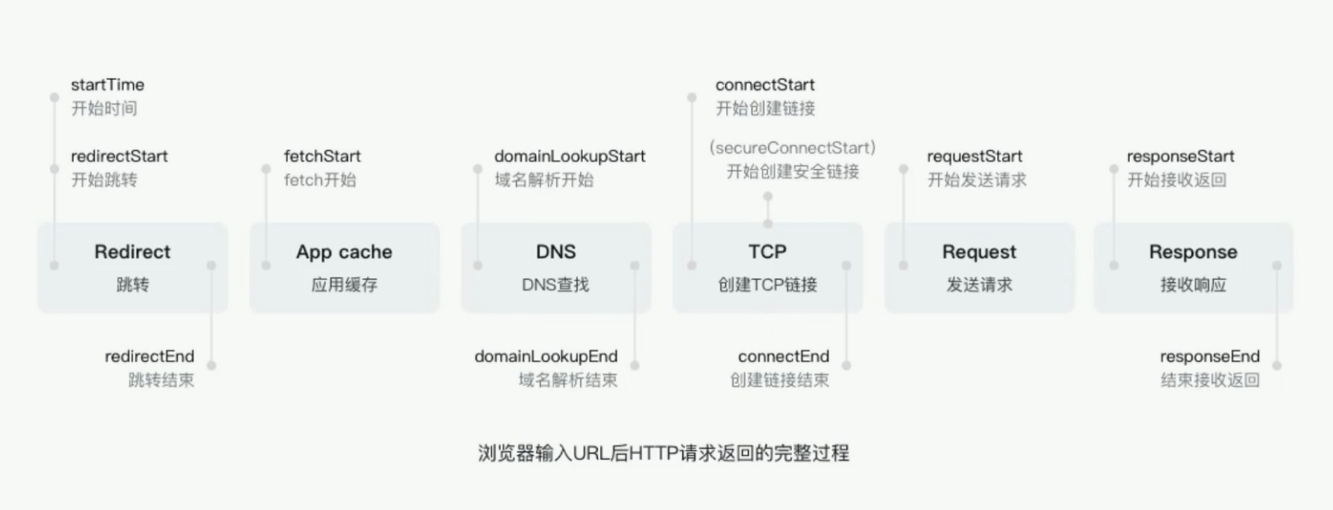 startTime
开始时间
connectStart
开始创建链接
redirectStart
开始跳转
fetchStart
fetch开始
domainLookupStart
域名解析开始
(secureConnectStart)
开始创建安全链接
requestStart
开始发送请求
responseStart
开始接收返回
Redirect
跳转
App cache
应用缓存
DNS
DNS查找
TCP
创建TCP链接
Request
发送请求
Response
接收响应
redirectEnd
跳转结束
domainLookupEnd
域名解析结束
connectEnd
创建链接结束
responseEnd
结束接收返回
浏览器输入URL后HTTP请求返回的完整过程